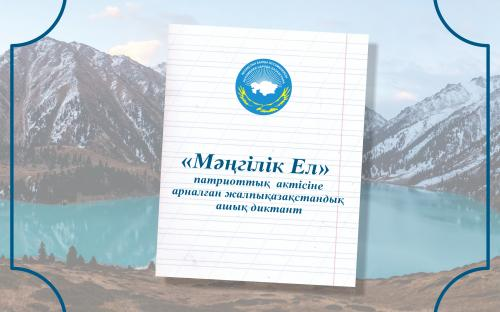 «Мәңгілік Ел»
патриоттық актісіне
арналған жалпықазақстандық
ашық диктант